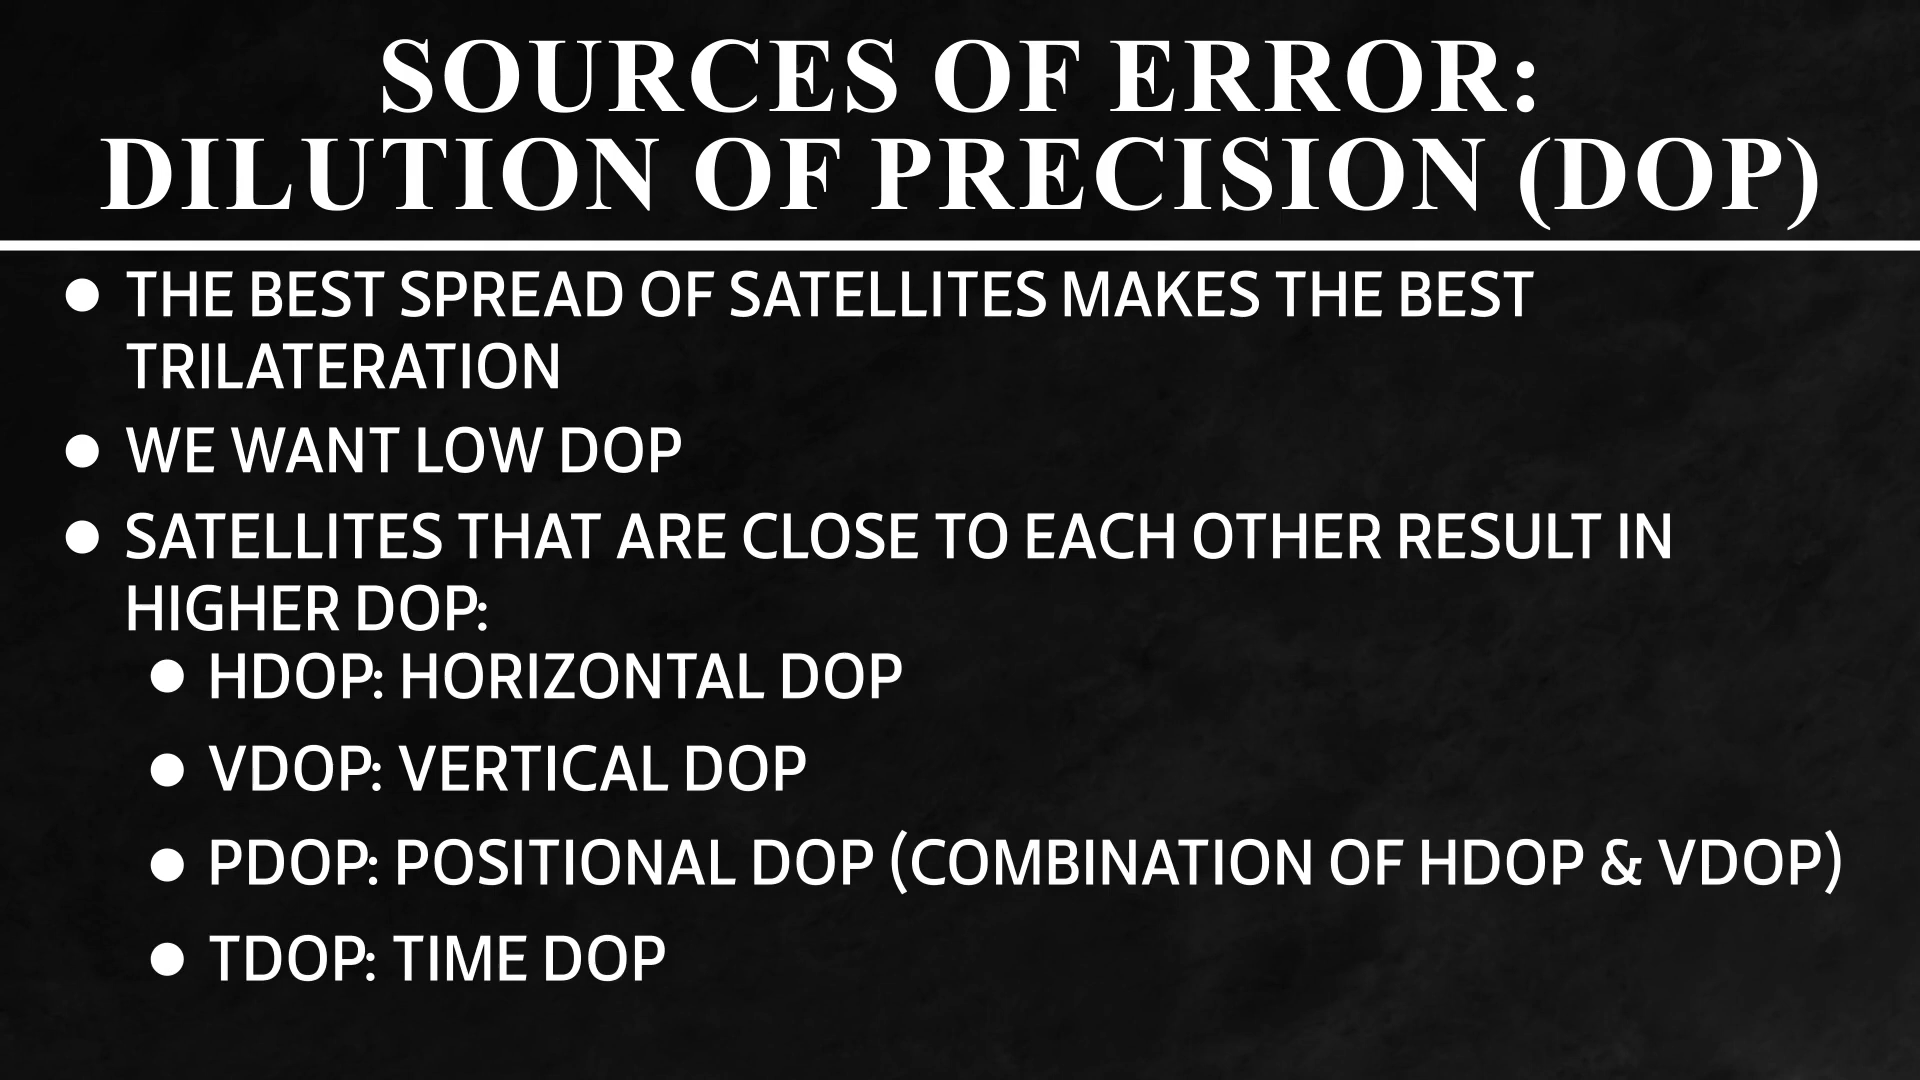 SOURCES OF ERROR:
DILUTION OF PRECISION (DOP)
● THE BEST SPREAD OF SATELLITES MAKES THE BEST
TRILATERATION
● WE WANT LOW DOP
● SATELLITES THAT ARE CLOSE TO EACH OTHER RESULT IN
HIGHER DOP:
● HDOP: HORIZONTAL DOP
● VDOP: VERTICAL DOP
● PDOP: POSITIONAL DOP (COMBINATION OF HDOP & VDOP)
● TDOP: TIME DOP